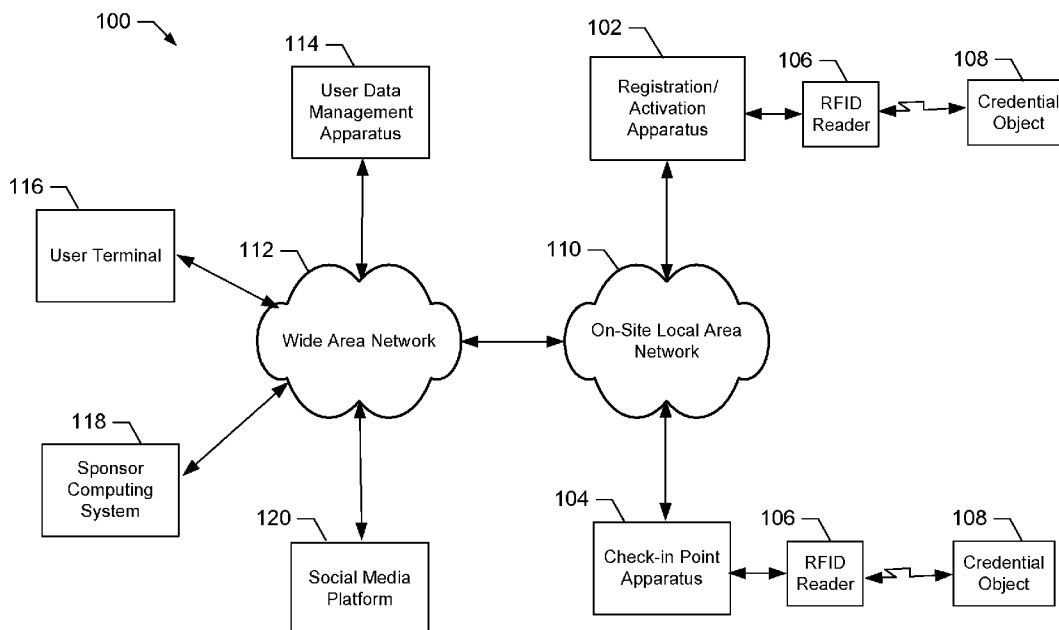 100
114
User Data
Management
Apparatus
102
Registration/
Activation
Apparatus
106
RFID
Reader
108
Credential
Object
116
User Terminal
112
Wide Area Network
110
On-Site Local Area
Network
118
Sponsor
Computing
System
120
Social Media
Platform
104
Check-in Point
Apparatus
106
RFID
Reader
108
Credential
Object